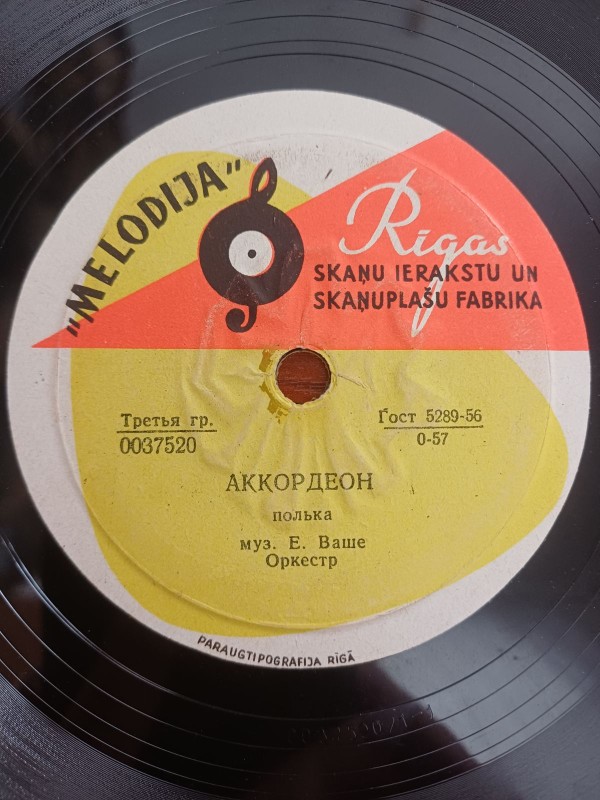 "MELODIJA"
Rīgas
SKAŅU IERAKSTU UN
SKAŅUPLAŠU FABRIKA
Третья гр.
0037520
Гост 5289-56
0-57
АККОРДЕОН
полька
муз. Е. Ваше
Оркестр
PARAUGTIPOGRAFIJA RĪGĀ